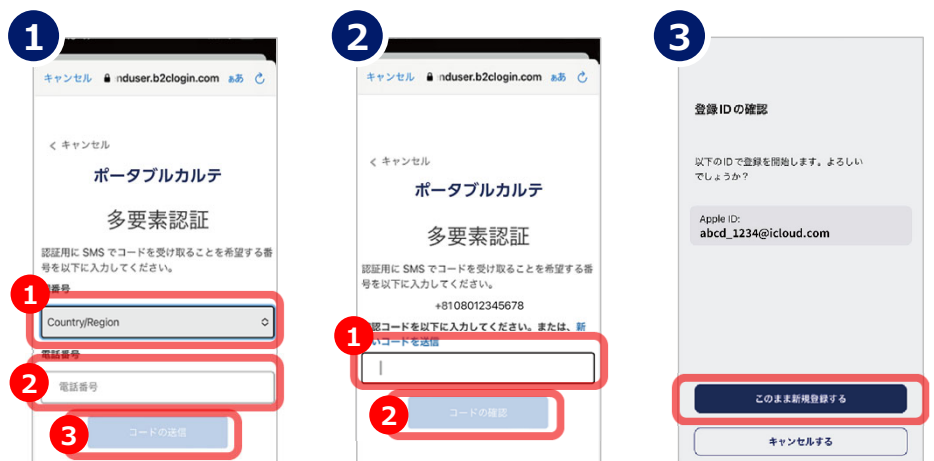 1
キャンセル nduser.b2clogin.com ぁあ
< キャンセル
ポータブルカルテ
多要素認証
認証用に SMS でコードを受け取ることを希望する番
号を以下に入力してください。
1
番号
Country/Region
電話番号
2
電話番号
3
コードの送信
2
キャンセル nduser.b2clogin.com ぁあ
< キャンセル
ポータブルカルテ
多要素認証
認証用に SMS でコードを受け取ることを希望する番
号を以下に入力してください。
+8108012345678
認コードを以下に入力してください。または、新
いコードを送信
1
2
コードの確認
3
登録IDの確認
以下のIDで登録を開始します。よろしい
でしょうか?
Apple ID:
abcd_1234@icloud.com
このまま新規登録する
キャンセルする